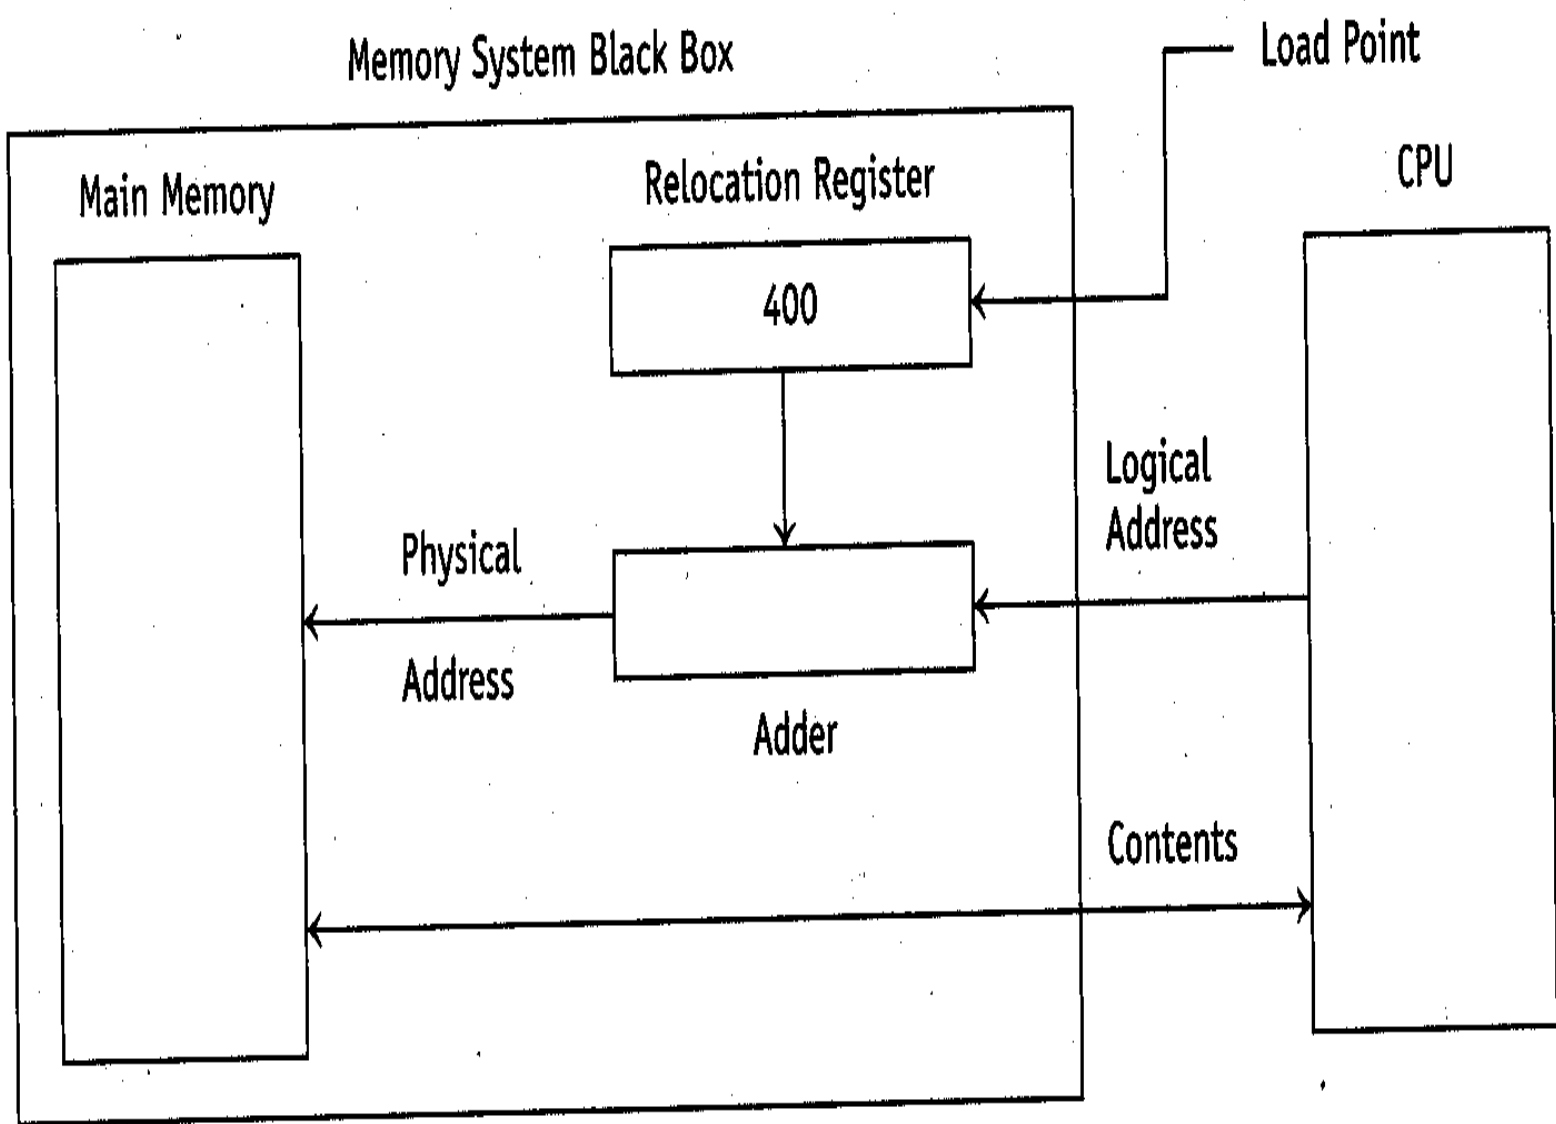 Memory System Black Box
Load Point
Main Memory
Relocation Register
CPU
400
Logical
Address
Physical
Address
Adder
Contents